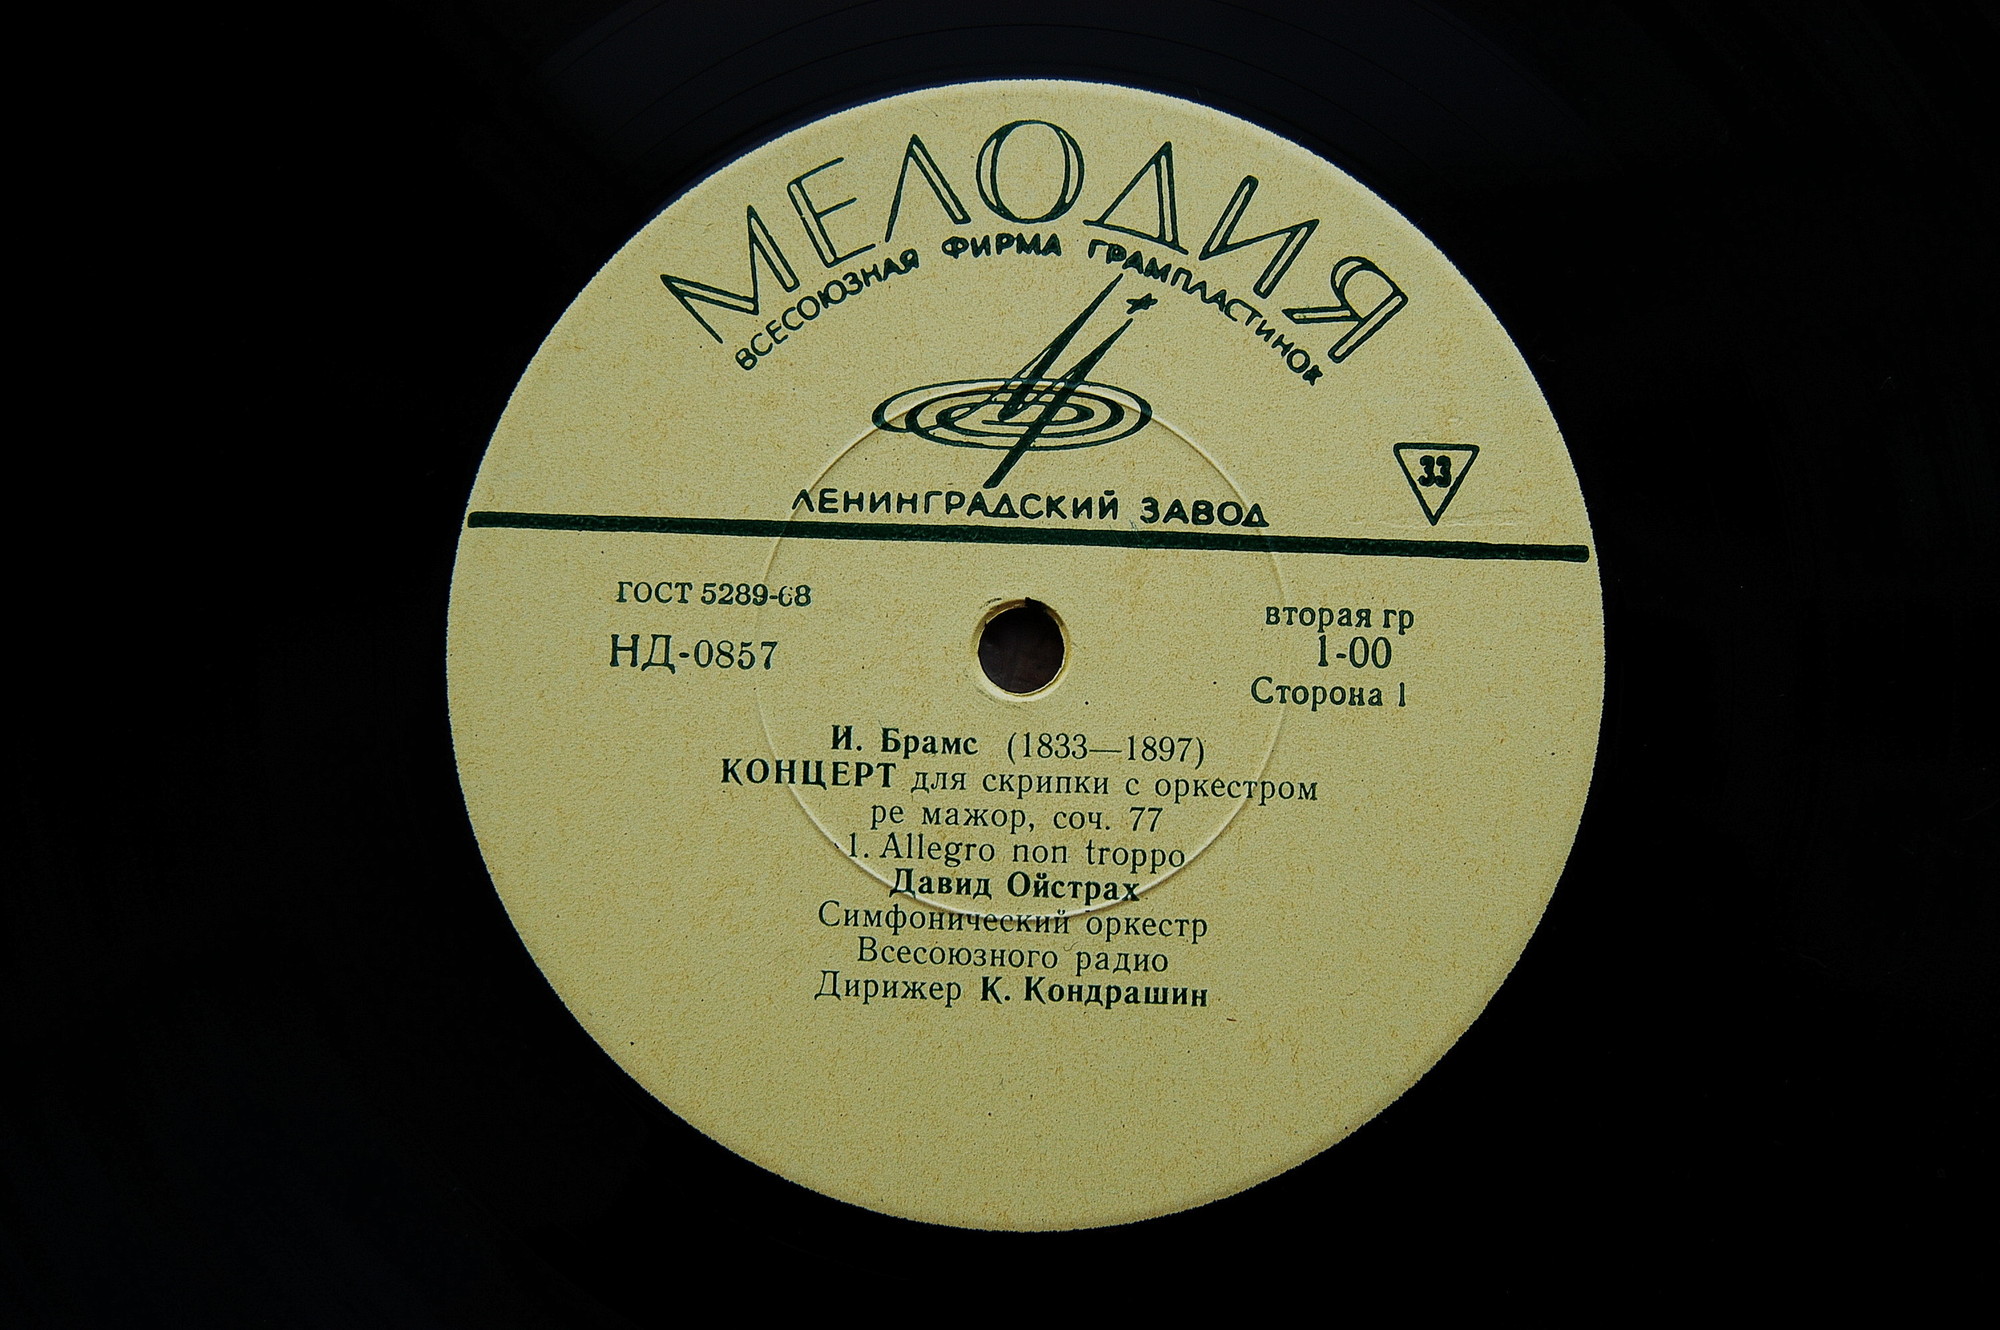 МЕЛОДИЯ
ВСЕСОЮЗНАЯ ФИРМА ГРАМПЛАСТИНОК
33
ЛЕНИНГРАДСКИЙ ЗАВОД
ГОСТ 5289-68
НД-0857
вторая гр
1-00
Сторона 1
И. Брамс (1833—1897)
КОНЦЕРТ для скрипки с оркестром
ре мажор, соч. 77
1. Allegro non troppo
Давид Ойстрах
Симфонический оркестр
Всесоюзного радио
Дирижер К. Кондрашин